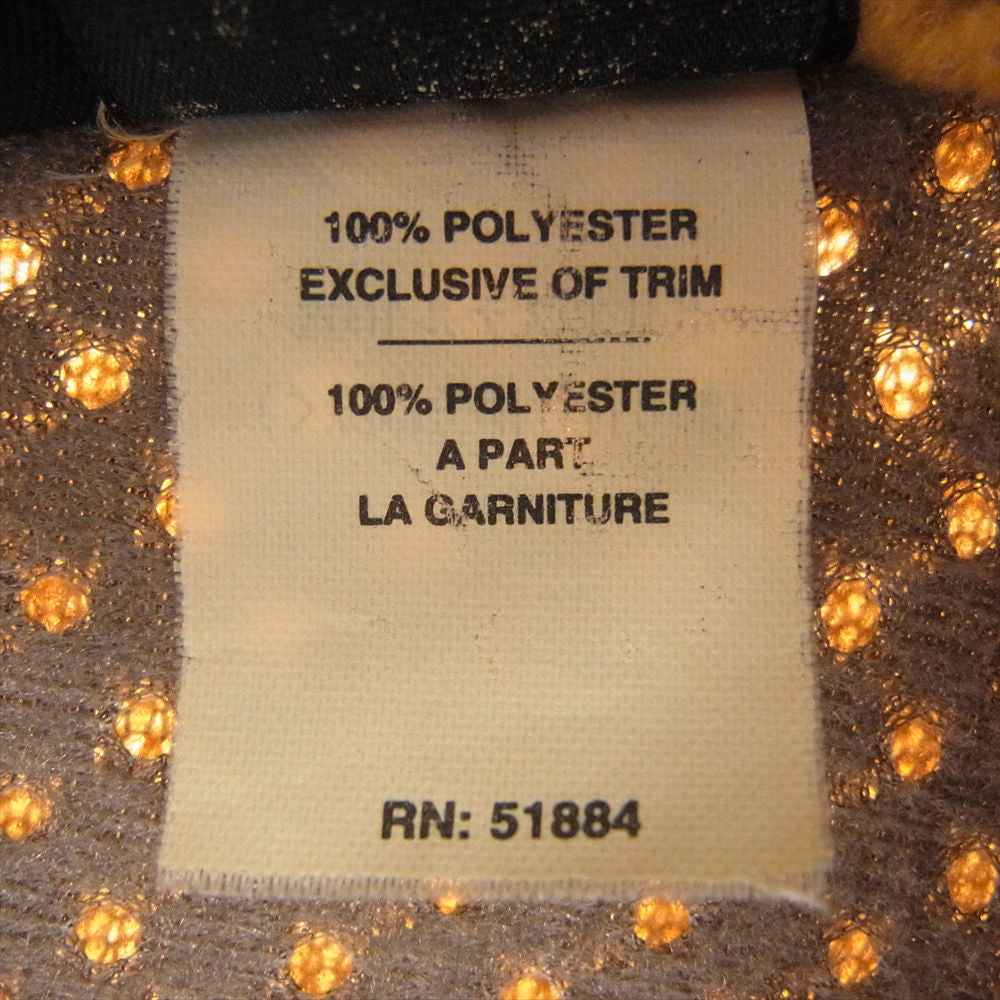 100% POLYESTER
EXCLUSIVE OF TRIM
100% POLYESTER
A PART
LA GARNITURE
RN: 51884